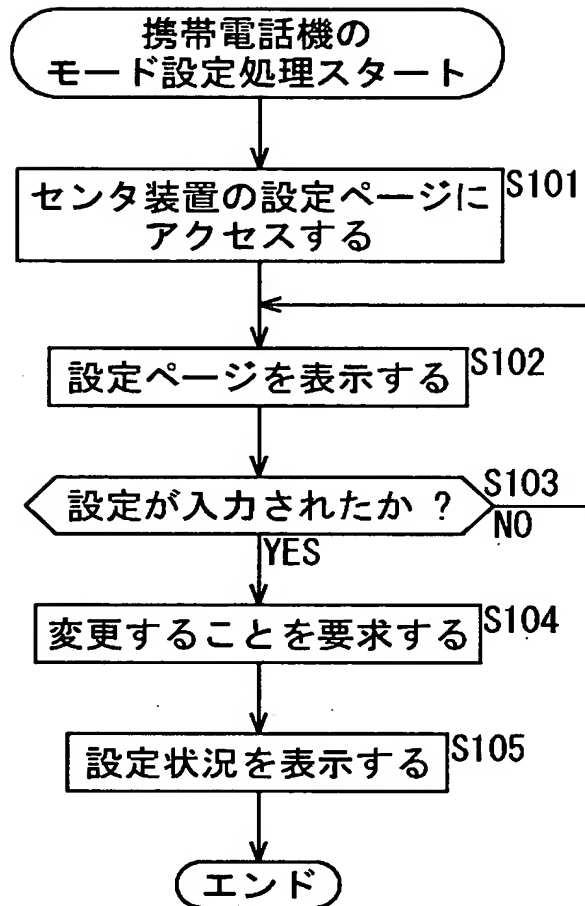 携帯電話機の
モード設定処理スタート
センタ装置の設定ページに
アクセスする
S101
設定ページを表示する
S102
設定が入力されたか ?
S103
NO
YES
変更することを要求する
S104
設定状況を表示する
S105
エンド